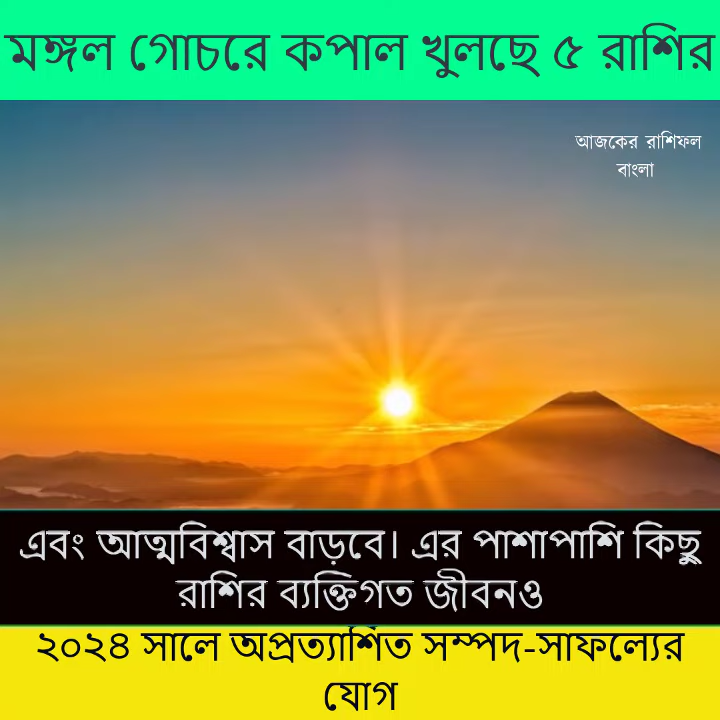 মঙ্গল গোচরে কপাল খুলছে ৫ রাশির
আজকের রাশিফল
বাংলা
এবং আত্মবিশ্বাস বাড়বে। এর পাশাপাশি কিছু
রাশির ব্যক্তিগত জীবনও
২০২৪ সালে অপ্রত্যাশিত সম্পদ-সাফল্যের
যোগ